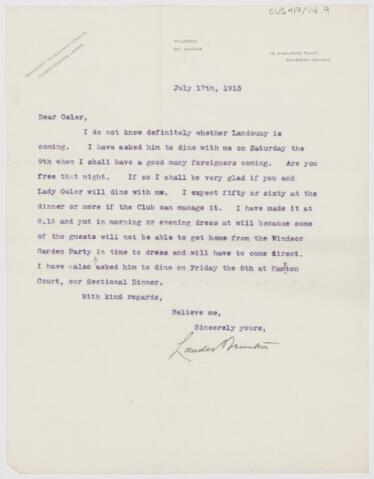 CUS417/116.9
TELEPHONE
July 17th, 1913
Dear Osler,
I do not know definitely whether Landouzy is
coming. I have asked him to dine with me on Saturday the
9th when I shall have a good many foreigners coming. Are you
free that night. If so I shall be very glad if you and
Lady Osler will dine with me. I expect fifty or sixty at the
dinner or more if the Club can manage it. I have made it at
8.15 and put in morning or evening dress at will because some
of the guests will not be able to get home from the Windsor
Garden Party in time to dress and will have to come direct.
I have also asked him to dine on Friday the 8th at Hampton
Court, our Sectional Dinner.
With kind regards,
Believe me,
Sincerely yours,
Lauder Brunton